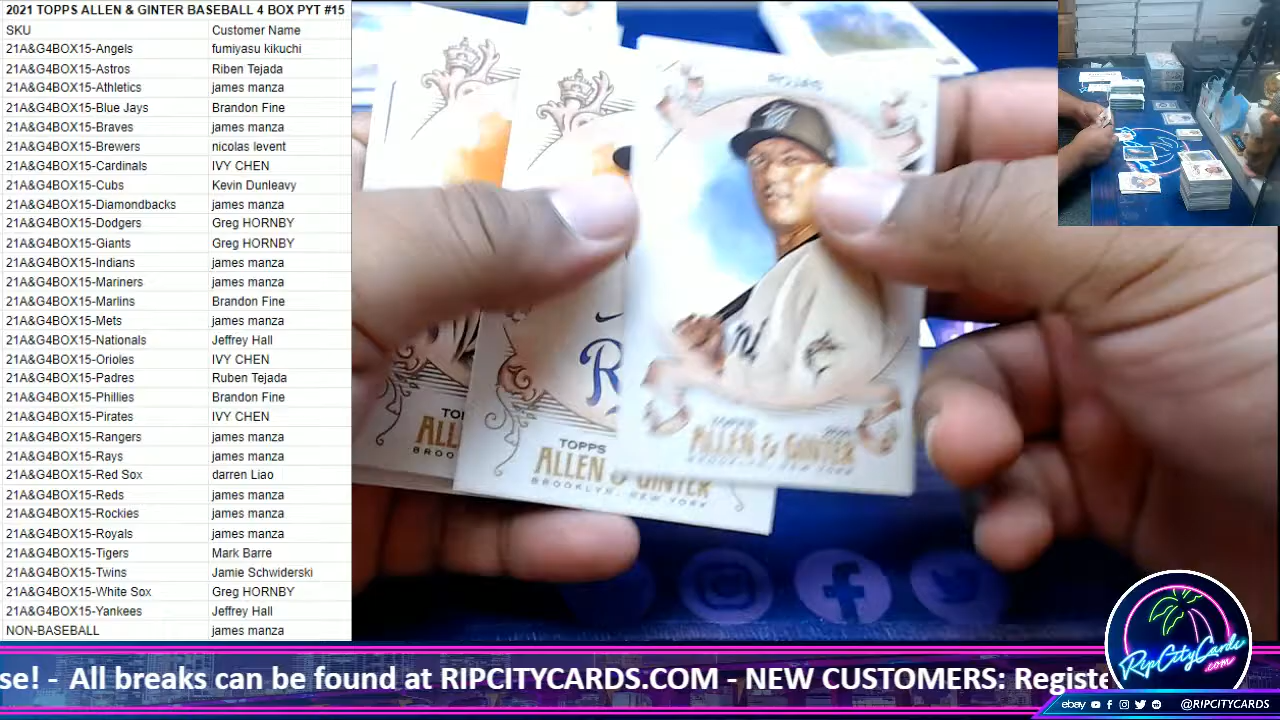 2021 TOPPS ALLEN & GINTER BASEBALL 4 BOX PYT #15
SKU Customer Name
21A&G4BOX15-Angels fumiyasu kikuchi
21A&G4BOX15-Astros Riben Tejada
21A&G4BOX15-Athletics james manza
21A&G4BOX15-Blue Jays Brandon Fine
21A&G4BOX15-Braves james manza
21A&G4BOX15-Brewers nicolas levent
21A&G4BOX15-Cardinals IVY CHEN
21A&G4BOX15-Cubs Kevin Dunleavy
21A&G4BOX15-Diamondbacks james manza
21A&G4BOX15-Dodgers Greg HORNBY
21A&G4BOX15-Giants Greg HORNBY
21A&G4BOX15-Indians james manza
21A&G4BOX15-Mariners james manza
21A&G4BOX15-Marlins Brandon Fine
21A&G4BOX15-Mets james manza
21A&G4BOX15-Nationals Jeffrey Hall
21A&G4BOX15-Orioles IVY CHEN
21A&G4BOX15-Padres Ruben Tejada
21A&G4BOX15-Phillies Brandon Fine
21A&G4BOX15-Pirates IVY CHEN
21A&G4BOX15-Rangers james manza
21A&G4BOX15-Rays james manza
21A&G4BOX15-Red Sox darren Liao
21A&G4BOX15-Reds james manza
21A&G4BOX15-Rockies james manza
21A&G4BOX15-Royals james manza
21A&G4BOX15-Tigers Mark Barre
21A&G4BOX15-Twins Jamie Schwiderski
21A&G4BOX15-White Sox Greg HORNBY
21A&G4BOX15-Yankees Jeffrey Hall
NON-BASEBALL james manza
ROJAS
TOPPS
ALLEN & GINTER
BROOKLYN, NEW YORK
TOPPS
ALLEN & GINTER
BROOKLYN, NEW YORK
TO
ALL
BROO
R
se! - All breaks can be found at RIPCITYCARDS.COM - NEW CUSTOMERS: Registe
RipCityCards
.com
ebay @RIPCITYCARDS